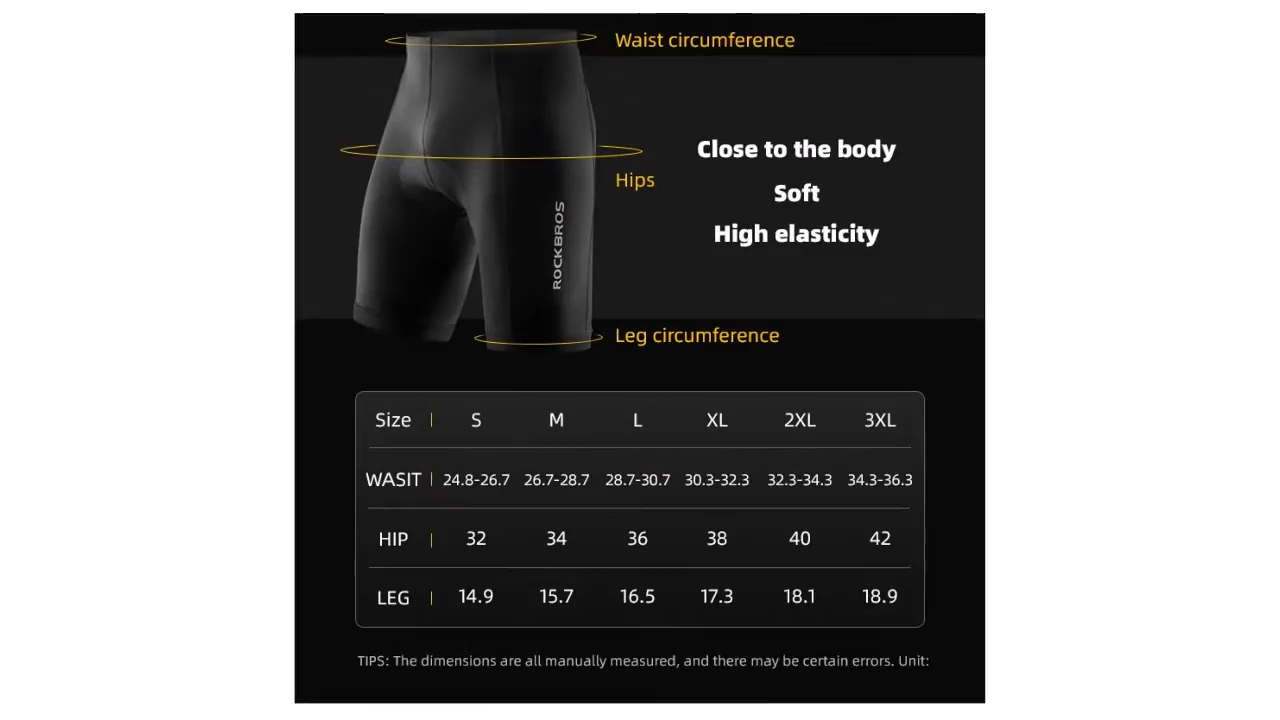 Waist circumference
Close to the body
Hips
Soft
High elasticity
ROCKBROS
Leg circumference
Size S M L XL 2XL 3XL
WASIT 24.8-26.7 26.7-28.7 28.7-30.7 30.3-32.3 32.3-34.3 34.3-36.3
HIP 32 34 36 38 40 42
LEG 14.9 15.7 16.5 17.3 18.1 18.9
TIPS: The dimensions are all manually measured, and there may be certain errors. Unit: